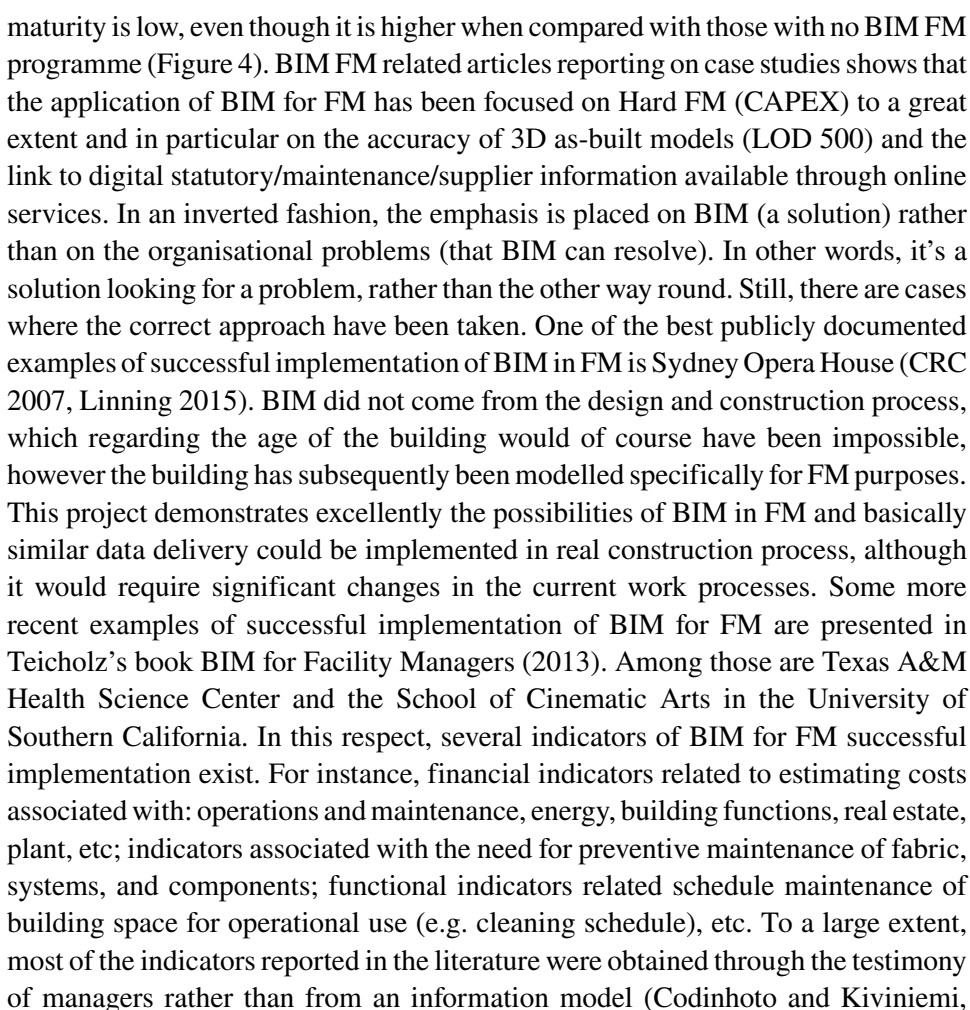 maturity is low, even though it is higher when compared with those with no BIM FM
programme (Figure 4). BIM FM related articles reporting on case studies shows that
the application of BIM for FM has been focused on Hard FM (CAPEX) to a great
extent and in particular on the accuracy of 3D as-built models (LOD 500) and the
link to digital statutory/maintenance/supplier information available through online
services. In an inverted fashion, the emphasis is placed on BIM (a solution) rather
than on the organisational problems (that BIM can resolve). In other words, it's a
solution looking for a problem, rather than the other way round. Still, there are cases
where the correct approach have been taken. One of the best publicly documented
examples of successful implementation of BIM in FM is Sydney Opera House (CRC
2007, Linning 2015). BIM did not come from the design and construction process,
which regarding the age of the building would of course have been impossible,
however the building has subsequently been modelled specifically for FM purposes.
This project demonstrates excellently the possibilities of BIM in FM and basically
similar data delivery could be implemented in real construction process, although
it would require significant changes in the current work processes. Some more
recent examples of successful implementation of BIM for FM are presented in
Teicholz's book BIM for Facility Managers (2013). Among those are Texas A&M
Health Science Center and the School of Cinematic Arts in the University of
Southern California. In this respect, several indicators of BIM for FM successful
implementation exist. For instance, financial indicators related to estimating costs
associated with: operations and maintenance, energy, building functions, real estate,
plant, etc; indicators associated with the need for preventive maintenance of fabric,
systems, and components; functional indicators related schedule maintenance of
building space for operational use (e.g. cleaning schedule), etc. To a large extent,
most of the indicators reported in the literature were obtained through the testimony
of managers rather than from an information model (Codinhoto and Kiviniemi,